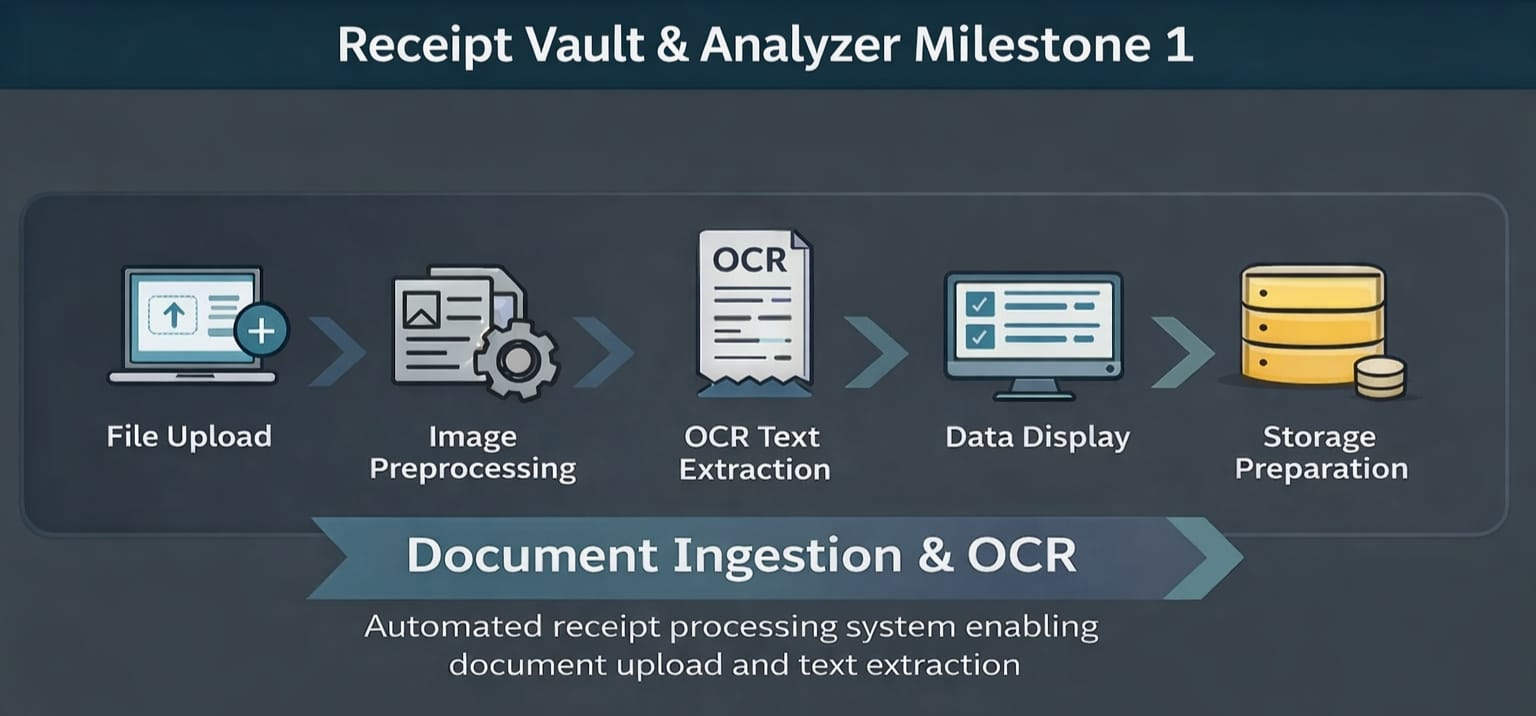 Receipt Vault & Analyzer Milestone 1
OCR
File Upload
Image
Preprocessing
OCR Text
Extraction
Data Display
Storage
Preparation
Document Ingestion & OCR
Automated receipt processing system enabling
document upload and text extraction